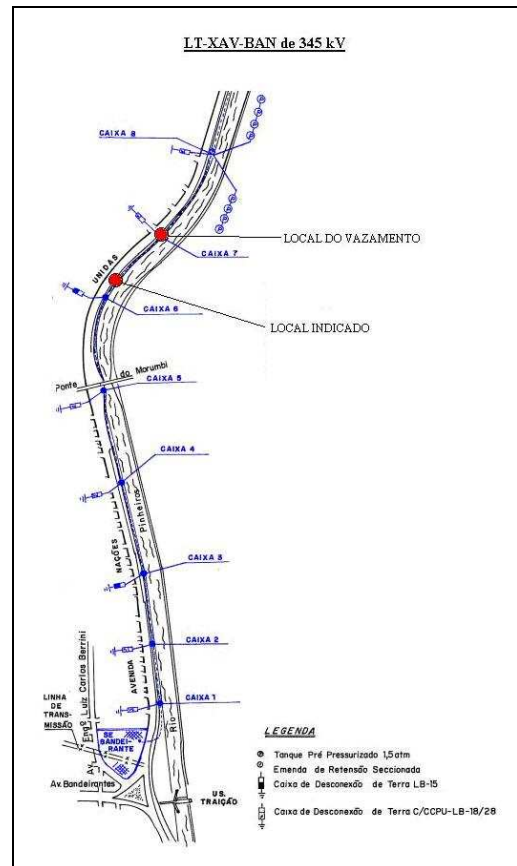 LT-XAV-BAN de 345 kV
CAIXA 8
LOCAL DO VAZAMENTO
CAIXA 7
UNIDAS
LOCAL INDICADO
CAIXA 6
Ponte do Morumbi
CAIXA 5
CAIXA 4
Pinheiros
NAÇÕES
CAIXA 3
CAIXA 2
AVENIDA
CAIXA 1
Rio
Engº Luiz Carlos Berrini
Av.
LINHA
DE TRANS-
MISSÃO
SE BANDEI-
RANTE
Av. Bandeirantes
US.
TRAIÇÃO
LEGENDA
Tanque Pré Pressurizado 1,5atm
Emenda de Retensão Seccionada
Caixa de Desconexão de Terra LB-15
Caixa de Desconexão de Terra C/CCPU-LB-18/28